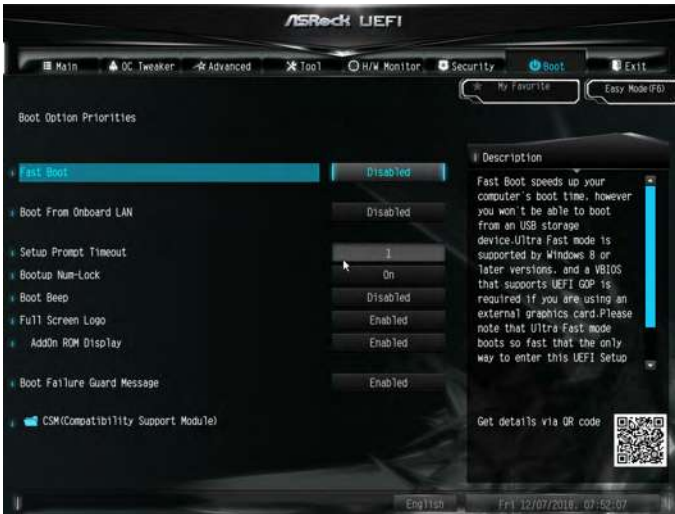 ASRock UEFI
Main OC Tweaker Advanced Tool H/W Monitor Security Boot Exit
My Favorite Easy Mode(F6)
Boot Option Priorities
Fast Boot Disabled
Boot From Onboard LAN Disabled
Setup Prompt Timeout 1
Bootup Num-Lock On
Boot Beep Disabled
Full Screen Logo Enabled
AddOn ROM Display Enabled
Boot Failure Guard Message Enabled
CSM(Compatibility Support Module)
Description
Fast Boot speeds up your
computer's boot time, however
you won't be able to boot
from an USB storage
device.Ultra Fast mode is
supported by Windows 8 or
later versions, and a VBIOS
that supports UEFI GOP is
required if you are using an
external graphics card.Please
note that Ultra Fast mode
boots so fast that the only
way to enter this UEFI Setup
Get details via QR code
English Fri 12/07/2018, 07:52:07